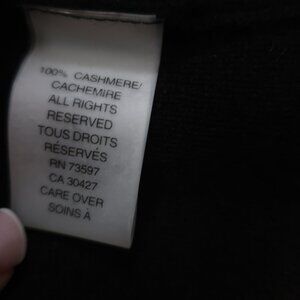 100% CASHMERE/
CACHEMIRE
ALL RIGHTS
RESERVED
TOUS DROITS
RÉSERVÉS
RN 73597
CA 30427
CARE OVER
SOINS À